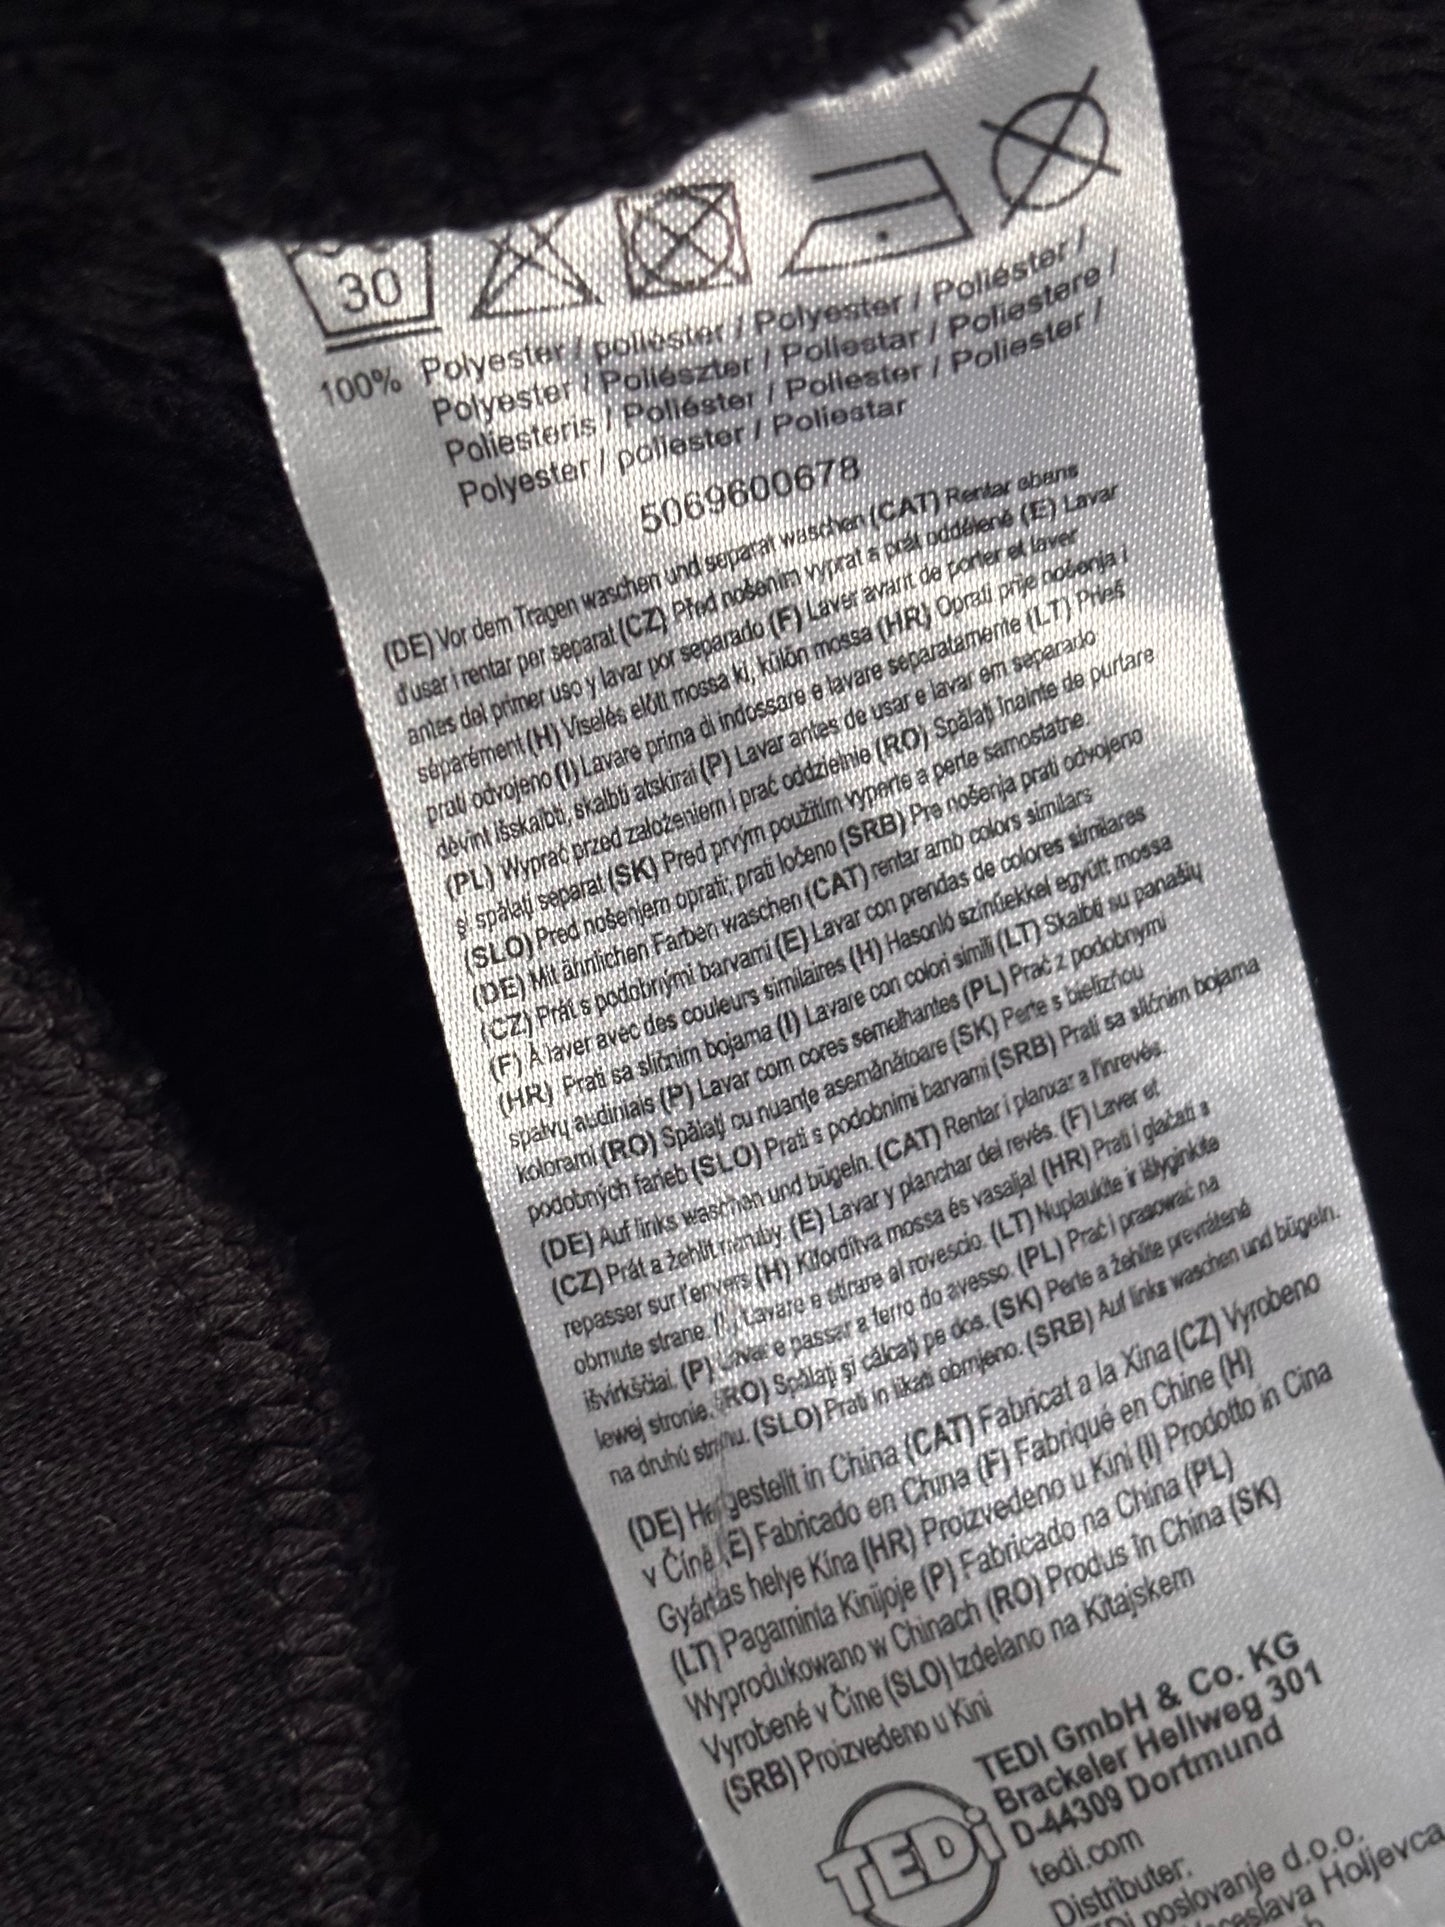 30
100% Polyester / poliéster / Polyester / Poliéster /
Polyester / Poliészter / Poliestar / Poliestere /
Poliesteris / Poliéster / Poliester / Poliester /
Polyester / poliester / Poliestar
5069600678
(DE) Vor dem Tragen waschen und separat waschen (CAT) Rentar abans
d'usar i rentar per separat (CZ) Před nošením vyprat a prát odděleně (E) Lavar
antes del primer uso y lavar por separado (F) Laver avant de porter et laver
séparément (H) Viselés előtt mossa ki, külön mossa (HR) Oprati prije nošenja i
prati odvojeno (I) Lavare prima di indossare e lavare separatamente (LT) Prieš
dėvint išskalbti, skalbti atskirai (P) Lavar antes de usar e lavar em separado
(PL) Wyprać przed założeniem i prać oddzielnie (RO) Spălați înainte de purtare
și spălați separat (SK) Pred prvým použitím vyperte a perte samostatne
(SLO) Pred nošenjem oprati; prati ločeno (SRB) Pre nošenja prati odvojeno
(DE) Mit ähnlichen Farben waschen (CAT) rentar amb colors similars
(CZ) Prát s podobnými barvami (E) Lavar con prendas de colores similares
(F) À laver avec des couleurs similaires (H) Hasonló színűekkel együtt mossa
(HR) Prati sa sličnim bojama (I) Lavare con colori simili (LT) Skalbti su panašių
spalvų audiniais (P) Lavar com cores semelhantes (PL) Prać z podobnymi
kolorami (RO) Spălați cu nuanțe asemănătoare (SK) Perte s bielizňou
podobných farieb (SLO) Prati s podobnimi barvami (SRB) Prati sa sličnim bojama
(DE) Auf links waschen und bügeln. (CAT) Rentar i planxar a l'inrevés.
(CZ) Prát a žehlit naruby. (E) Lavar y planchar del revés. (F) Laver et
repasser sur l'envers (H) Kifordítva mossa és vasalja! (HR) Prati i glačati s
obrnute strane. (I) Lavare e stirare al rovescio. (LT) Nuplaukite ir išlyginkite
išvirkščiai. (P) Lavar e passar a ferro do avesso. (PL) Prać i prasować na
lewej stronie. (RO) Spălați și călcați pe dos. (SK) Perte a žehlite prevrátené
na druhú stranu. (SLO) Prati in likati obrnjeno. (SRB) Auf links waschen und bügeln.
(DE) Hergestellt in China (CAT) Fabricat a la Xina (CZ) Vyrobeno
v Číně (E) Fabricado en China (F) Fabriqué en Chine (H)
Gyártás helye Kína (HR) Proizvedeno u Kini (I) Prodotto in Cina
(LT) Pagaminta Kinijoje (P) Fabricado na China (PL)
Wyprodukowano w Chinach (RO) Produs în China (SK)
Vyrobené v Číne (SLO) Izdelano na Kitajskem
(SRB) Proizvedeno u Kini
TEDi
TEDI GmbH & Co. KG
Brackeler Hellweg 301
D-44309 Dortmund
tedi.com
Distributer:
poslovanje d.o.o.
Holjevca